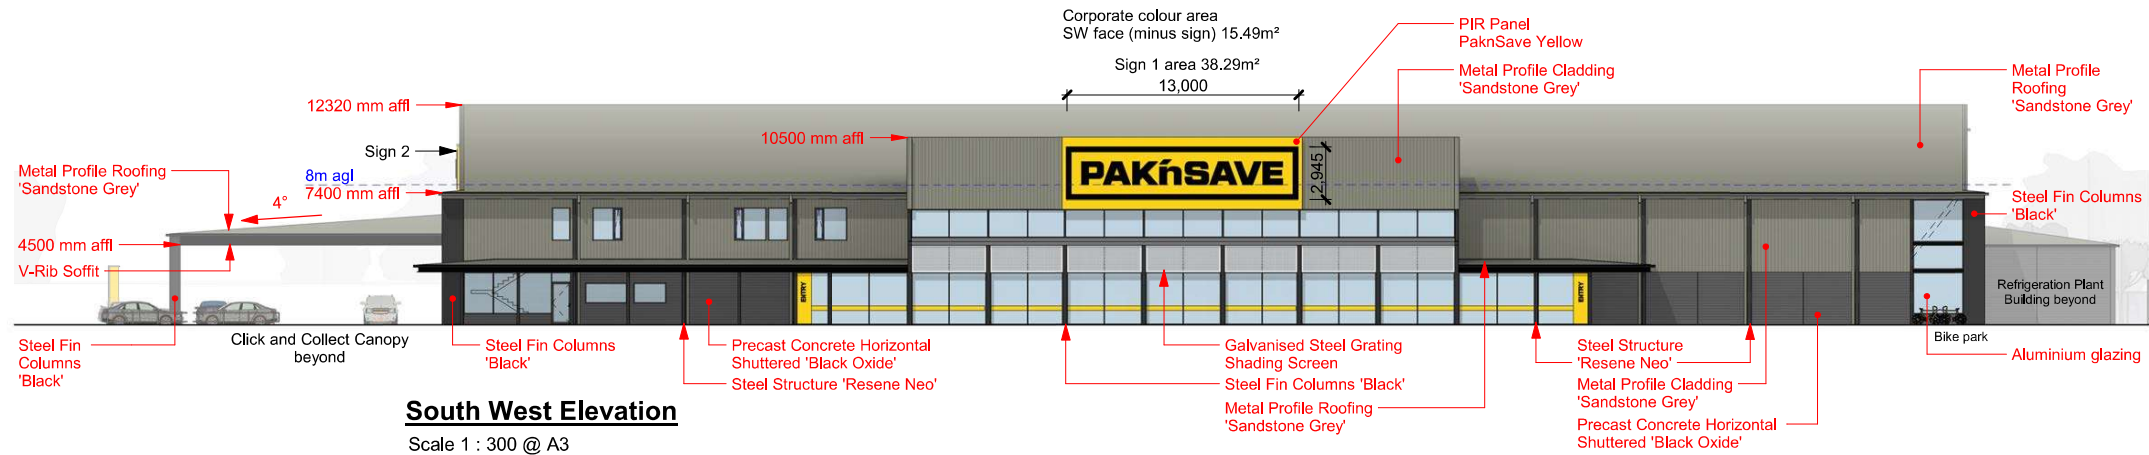 Corporate colour area
SW face (minus sign) 15.49m²
Sign 1 area 38.29m²
13,000
PIR Panel
PaknSave Yellow
Metal Profile Cladding
'Sandstone Grey'
Metal Profile
Roofing
'Sandstone Grey'
12320 mm affl
10500 mm affl
Sign 2
Metal Profile Roofing
'Sandstone Grey'
8m agl
7400 mm affl
4°
4500 mm affl
V-Rib Soffit
PAK'nSAVE
2,945
Steel Fin Columns
'Black'
ENTRY
ENTRY
Refrigeration Plant
Building beyond
Bike park
Steel Fin
Columns
'Black'
Click and Collect Canopy
beyond
Steel Fin Columns
'Black'
Precast Concrete Horizontal
Shuttered 'Black Oxide'
Steel Structure 'Resene Neo'
Galvanised Steel Grating
Shading Screen
Steel Fin Columns 'Black'
Metal Profile Roofing
'Sandstone Grey'
Steel Structure
'Resene Neo'
Metal Profile Cladding
'Sandstone Grey'
Precast Concrete Horizontal
Shuttered 'Black Oxide'
Aluminium glazing
South West Elevation
Scale 1 : 300 @ A3